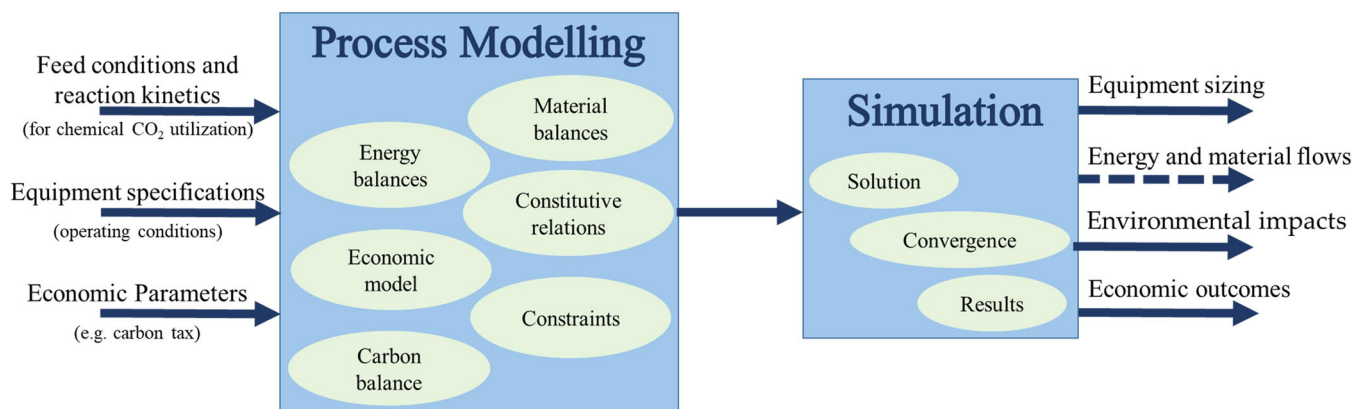 Process Modelling
Feed conditions and
reaction kinetics
(for chemical CO₂ utilization)
Equipment specifications
(operating conditions)
Economic Parameters
(e.g. carbon tax)
Material
balances
Energy
balances
Constitutive
relations
Economic
model
Constraints
Carbon
balance
Simulation
Solution
Convergence
Results
Equipment sizing
Energy and material flows
Environmental impacts
Economic outcomes